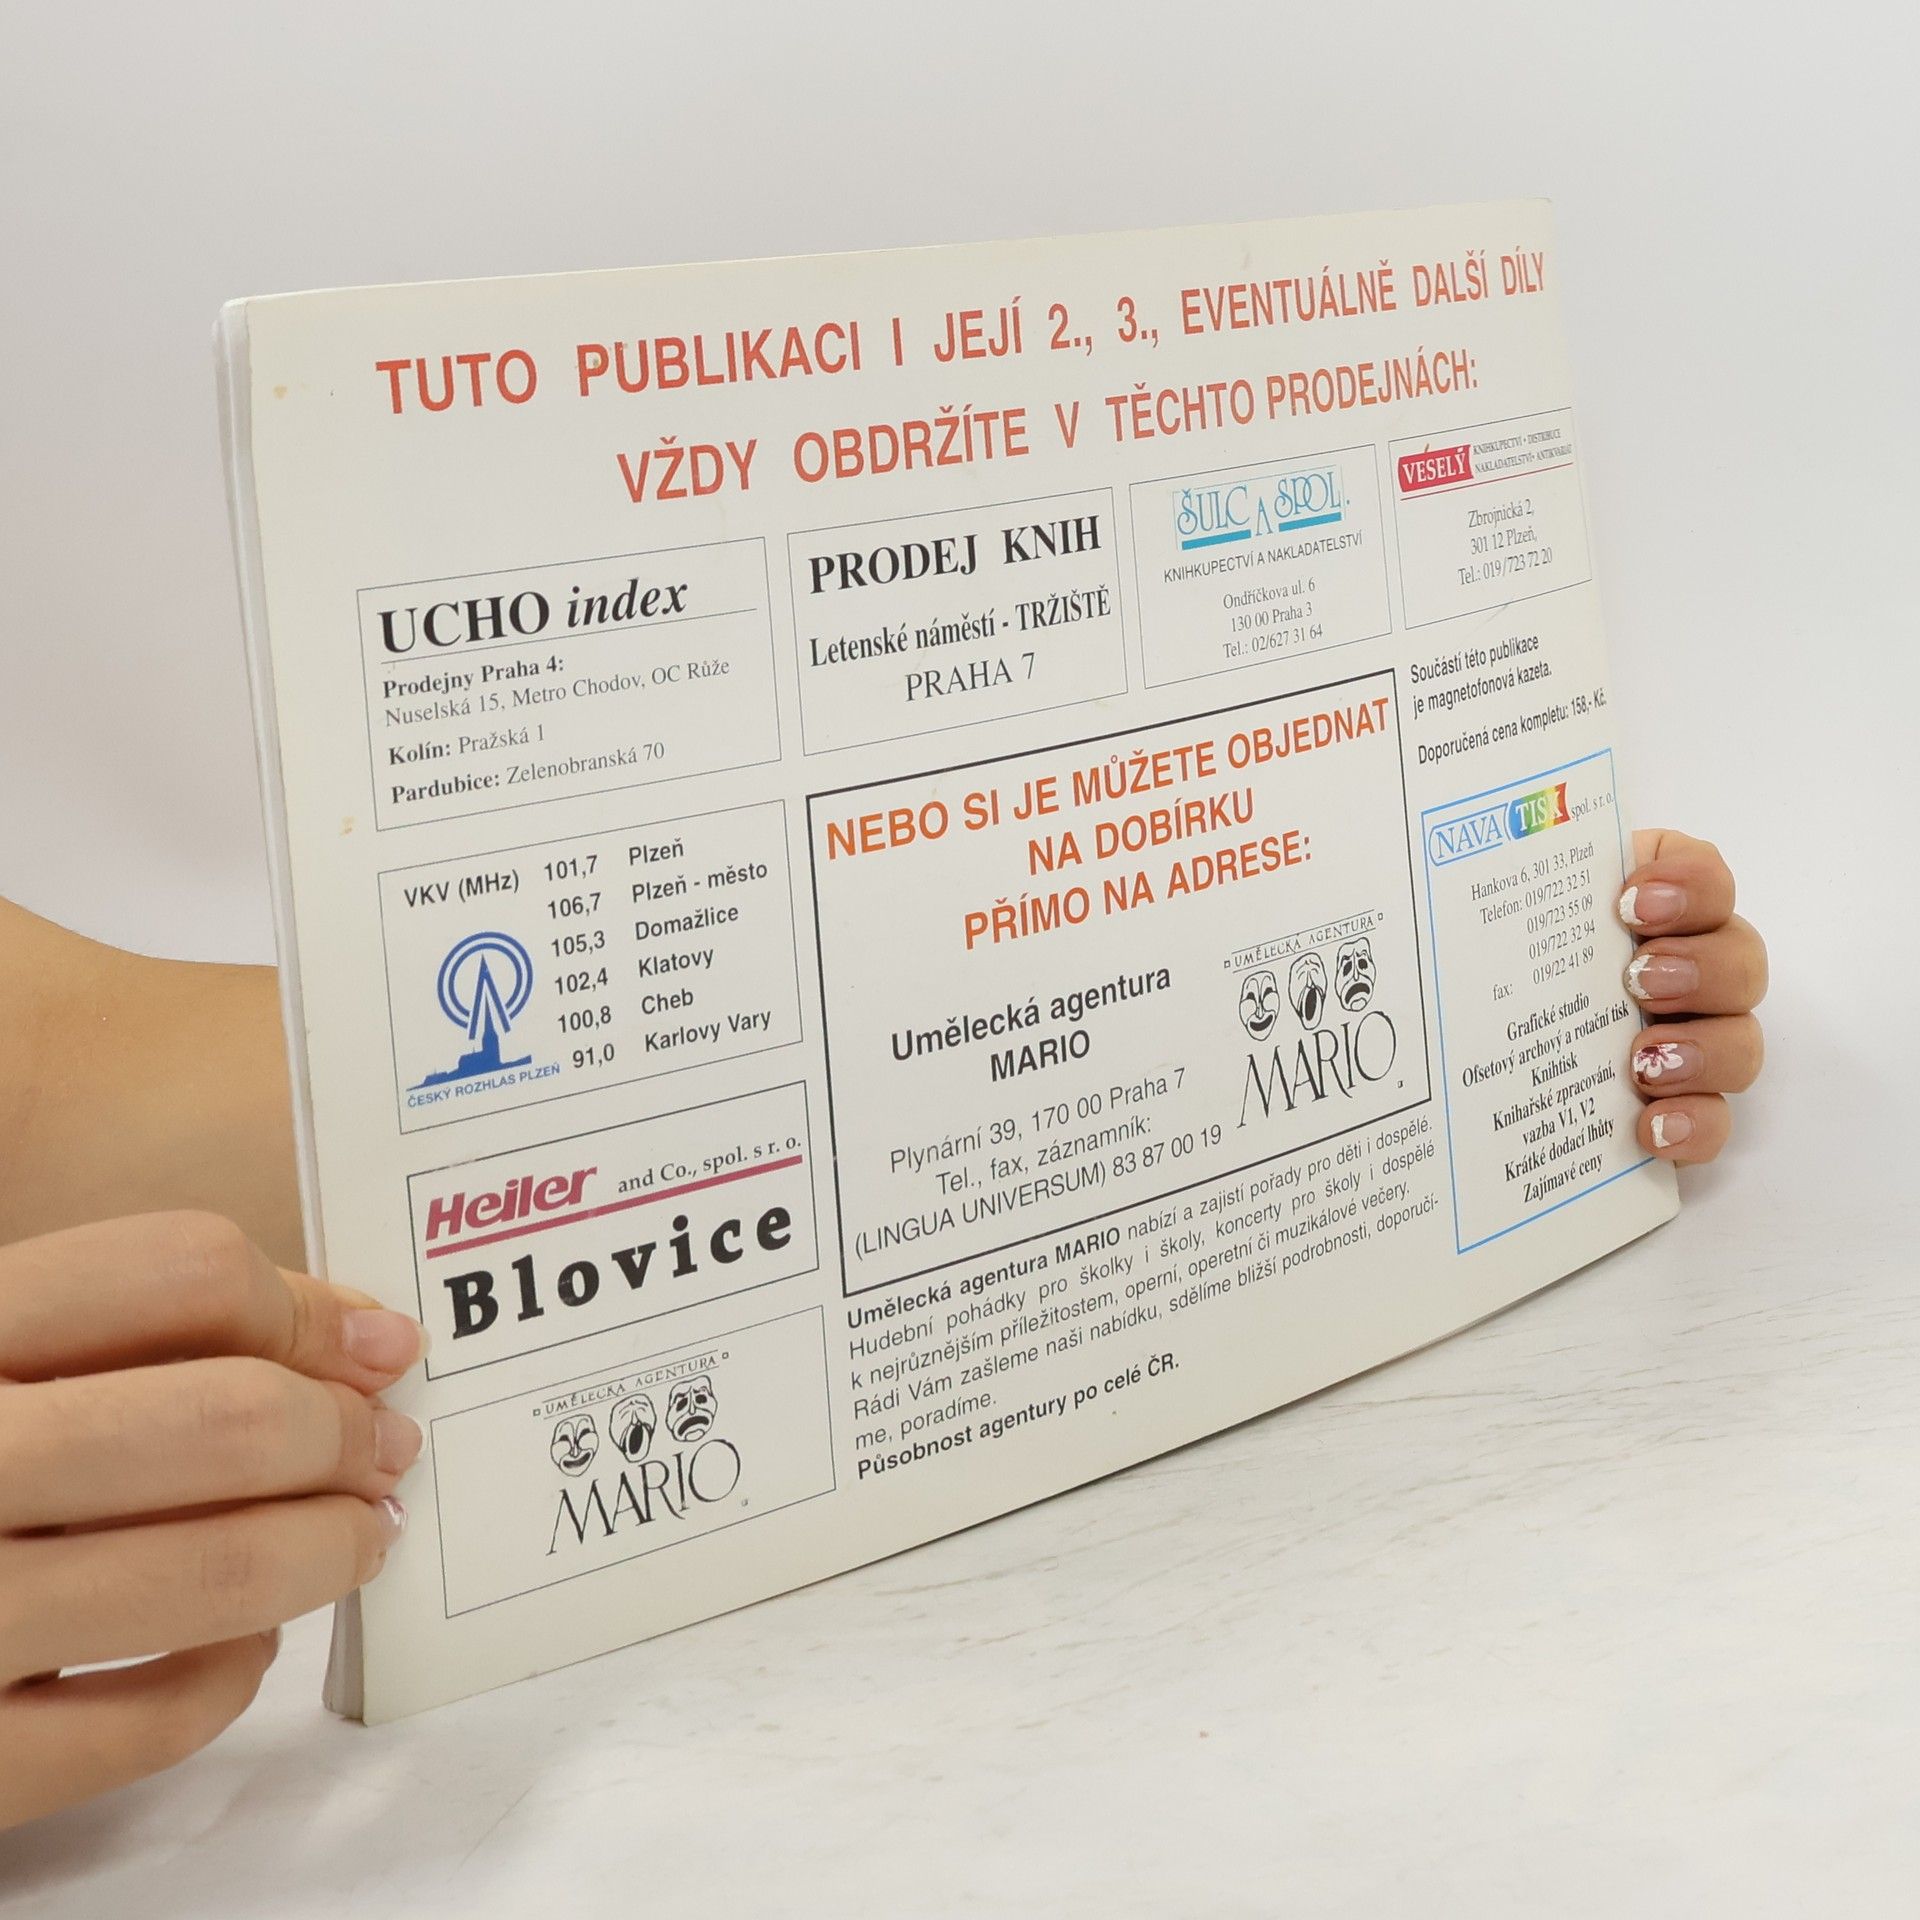 TUTO PUBLIKACI I JEJÍ 2., 3., EVENTUÁLNĚ DALŠÍ DÍLY
VŽDY OBDRŽÍTE V TĚCHTO PRODEJNÁCH:
UCHO index
Prodejny Praha 4:
Nuselská 15, Metro Chodov, OC Růže
Kolín: Pražská 1
Pardubice: Zelenobranská 70
PRODEJ KNIH
Letenské náměstí - TRŽIŠTĚ
PRAHA 7
ŠULC A SPOL.
KNIHKUPECTVÍ A NAKLADATELSTVÍ
Ondříčkova ul. 6
130 00 Praha 3
Tel.: 02/627 31 64
VESELÝ
KNIHKUPECTVÍ • DISTRIBUCE
NAKLADATELSTVÍ • ANTIKVARIÁT
Zbrojnická 2,
301 12 Plzeň,
Tel.: 019/723 72 20
Součástí této publikace
je magnetofonová kazeta.
Doporučená cena kompletu: 158,- Kč.
VKV (MHz) 101,7 Plzeň
106,7 Plzeň - město
105,3 Domažlice
102,4 Klatovy
100,8 Cheb
91,0 Karlovy Vary
ČESKÝ ROZHLAS PLZEŇ
NEBO SI JE MŮŽETE OBJEDNAT
NA DOBÍRKU
PŘÍMO NA ADRESE:
Umělecká agentura
MARIO
Plynární 39, 170 00 Praha 7
Tel., fax, záznamník:
(LINGUA UNIVERSUM) 83 87 00 19
UMĚLECKÁ AGENTURA
MARIO
NAVA TISK spol. s r. o.
Hankova 6, 301 33, Plzeň
Telefon: 019/722 32 51
019/723 55 09
019/722 32 94
fax: 019/22 41 89
Grafické studio
Ofsetový archový a rotační tisk
Knihtisk
Knihařské zpracování,
vazba V1, V2
Krátké dodací lhůty
Zajímavé ceny
Heiler and Co., spol. s r. o.
Blovice
UMĚLECKÁ AGENTURA
MARIO
Umělecká agentura MARIO nabízí a zajistí pořady pro děti i dospělé.
Hudební pohádky pro školky i školy, koncerty pro školy i dospělé
k nejrůznějším příležitostem, operní, operetní či muzikálové večery.
Rádi Vám zašleme naši nabídku, sdělíme bližší podrobnosti, doporučí-
me, poradíme.
Působnost agentury po celé ČR.